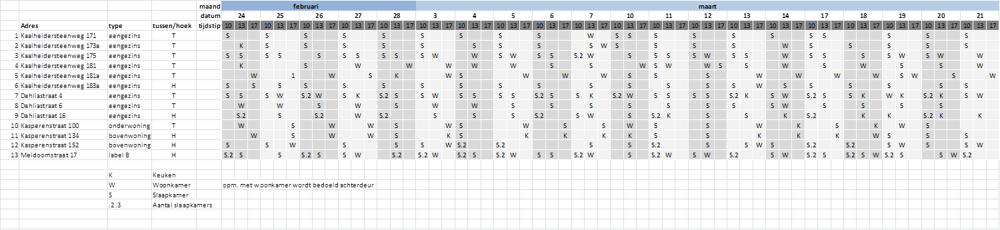 maand februari maart
datum 24 25 26 27 28 3 4 5 6 7 10 11 12 13 14 17 18 19 20 21
Adres type tussen/hoek tijdstip 10 13 17 10 13 17 10 13 17 10 13 17 10 13 17 10 13 17 10 13 17 10 13 17 10 13 17 10 13 17 10 13 17 10 13 17 10 13 17 10 13 17 10 13 17 10 13 17 10 13 17 10 13 17 10 13 17 10 13 17
1 Kaalheidersteenweg 171 eengezins T S S S S S S S S S W S S S S S S S S S S S
2 Kaalheidersteenweg 173a eengezins T K S S S S S S S S S W S S S S W S S S S S
3 Kaalheidersteenweg 175 eengezins T S S S S S S S S S S W W S W S S S.2 W S S S S W S W S W S S S S W S W W
4 Kaalheidersteenweg 181 eengezins T K S W W W W W S S W S W W S S W S W S S W
5 Kaalheidersteenweg 181a eengezins T W 1 W S K W S W W W S S S W W W W S W S W
6 Kaalheidersteenweg 183a eengezins H S S S S S S S S S S S S S S W S S S S S S
7 Dahliastraat 4 eengezins T S S S W S.2 W S K S.2 S S S S.2 S S.2 S S K S.2 W S S S.2 K S S.2 S S K W K S.2 K S W
8 Dahliastraat 6 eengezins T W W S W S W W S S S S S S S W S S S S S
9 Dahliastraat 16 eengezins H S.2 S S.2 W S.2 S S S S.2 S W S S.2 K S S K S.2 K K S.2 K K
10 Kasperenstraat 100 onderwoning T W S W W S W S W S S W S S W K S K W S
11 Kasperenstraat 134 bovenwoning H W S W W S K S K K K K S S K K K W S S S
12 Kasperenstraat 152 bovenwoning H S S W S S S W S.2 S.2 S S S.2 S S W S S.2 S S.2 S W S S W
13 Meidoornstraat 17 label B H S.2 S S S.2 S S W S.2 S.2 W S.2 S S.2 W S S.2 W S.2 S S.2 W S W S.2 S W S.2 S S.2 S W S.2 S S W S.2
K Keuken
W Woonkamer opm. met woonkamer wordt bedoeld achterdeur
S Slaapkamer
.2.3 Aantal slaapkamers